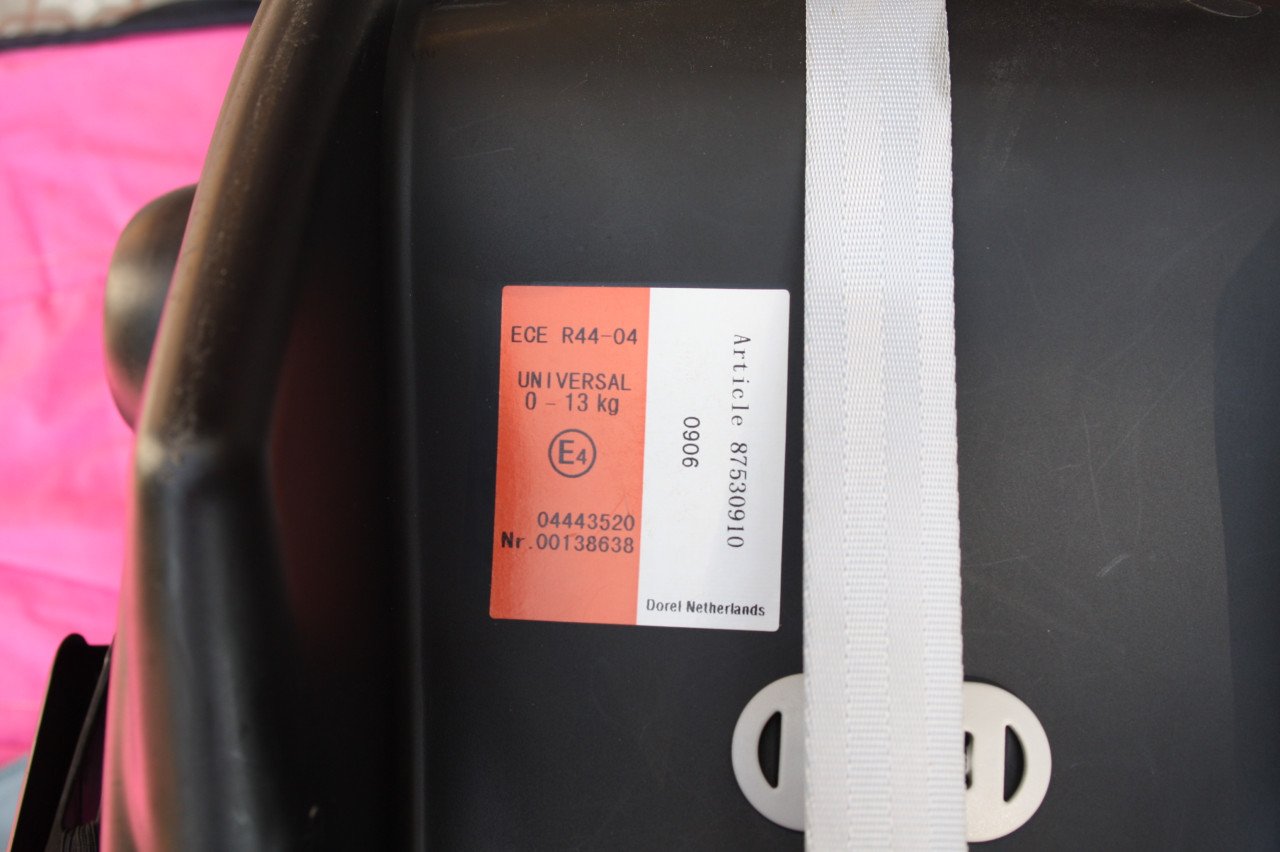 ECE R44-04
UNIVERSAL
0 - 13 kg
E4
04443520
Nr.00138638
Article 87530910
0906
Dorel Netherlands